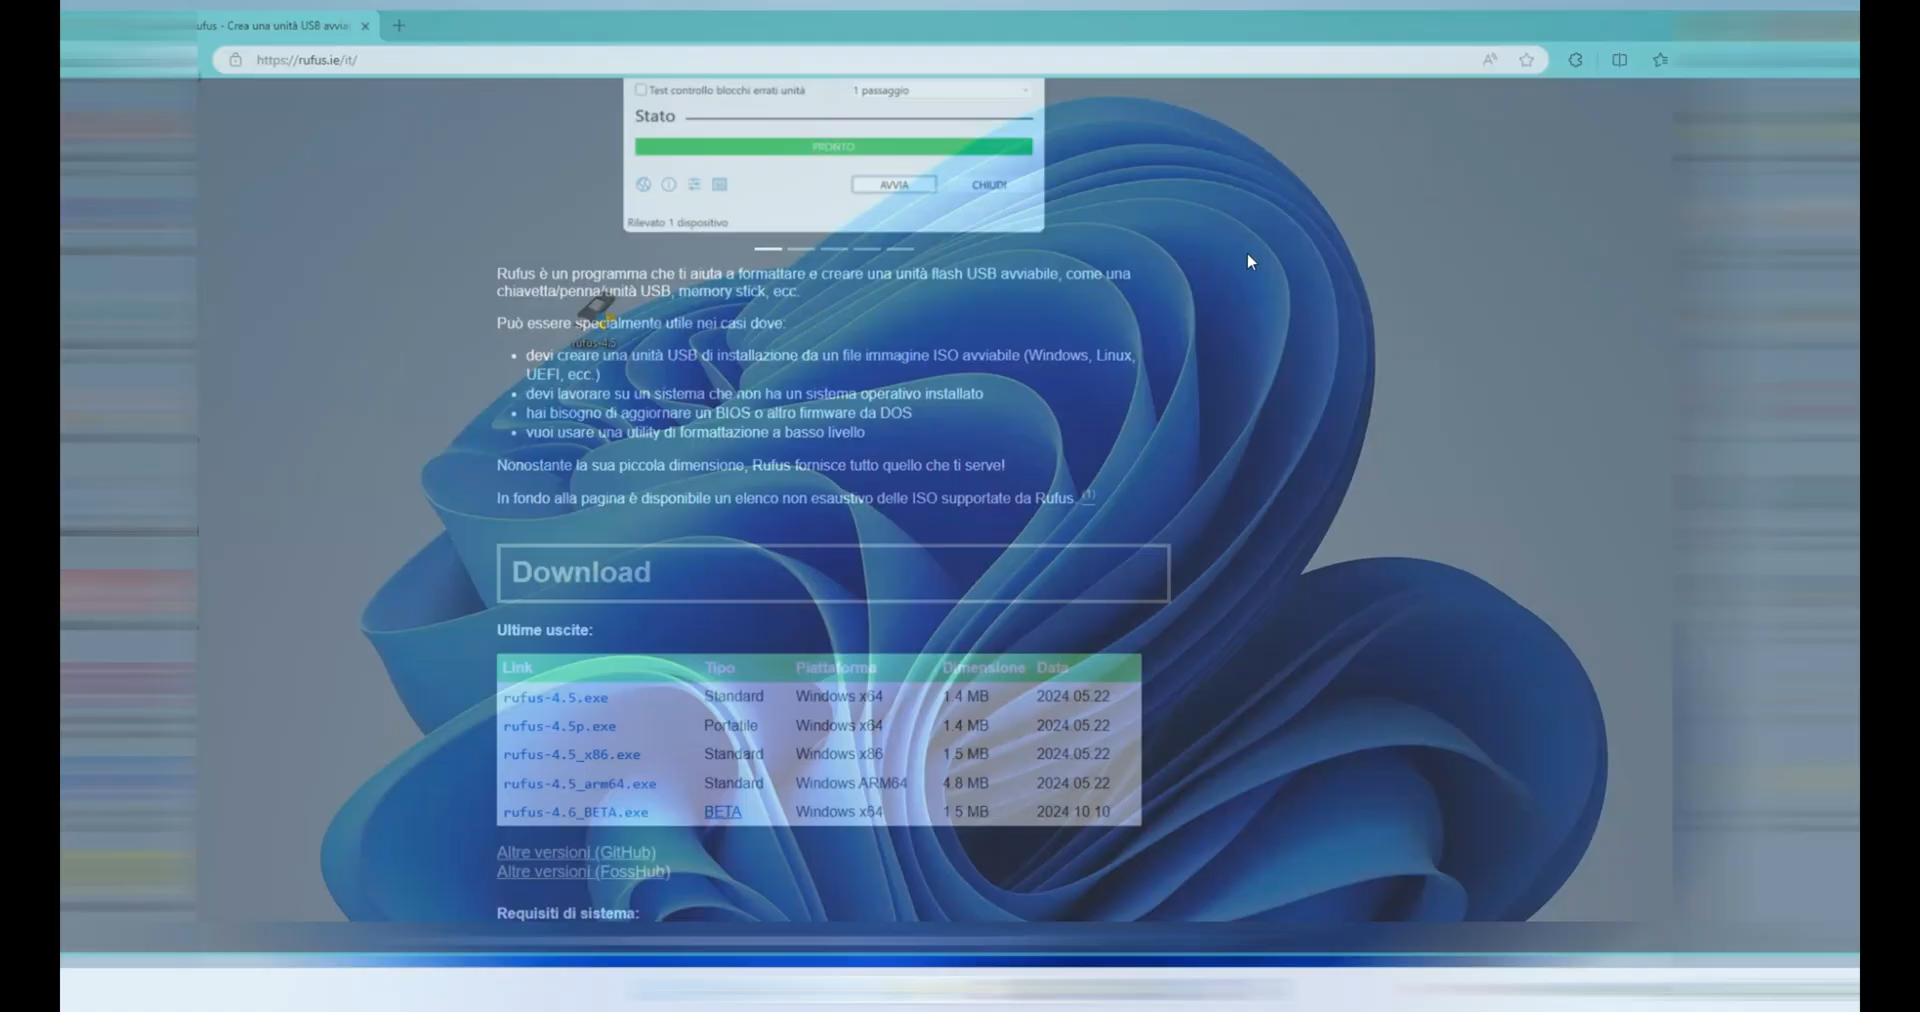 ufus - Crea una unità USB avvia
https://rufus.ie/it/
Test controllo blocchi errati unità 1 passaggio
Stato
PRONTO
AVVIA CHIUDI
Rilevato 1 dispositivo
Rufus è un programma che ti aiuta a formattare e creare una unità flash USB avviabile, come una
chiavetta/penna/unità USB, memory stick, ecc.
Può essere specialmente utile nei casi dove:
rufus-4.5
devi creare una unità USB di installazione da un file immagine ISO avviabile (Windows, Linux,
UEFI, ecc.)
devi lavorare su un sistema che non ha un sistema operativo installato
hai bisogno di aggiornare un BIOS o altro firmware da DOS
vuoi usare una utility di formattazione a basso livello
Nonostante la sua piccola dimensione, Rufus fornisce tutto quello che ti serve!
In fondo alla pagina è disponibile un elenco non esaustivo delle ISO supportate da Rufus. (1)
Download
Ultime uscite:
Link Tipo Piattaforma Dimensione Data
rufus-4.5.exe Standard Windows x64 1.4 MB 2024.05.22
rufus-4.5p.exe Portatile Windows x64 1.4 MB 2024.05.22
rufus-4.5_x86.exe Standard Windows x86 1.5 MB 2024.05.22
rufus-4.5_arm64.exe Standard Windows ARM64 4.8 MB 2024.05.22
rufus-4.6_BETA.exe BETA Windows x64 1.5 MB 2024.10.10
Altre versioni (GitHub)
Altre versioni (FossHub)
Requisiti di sistema: